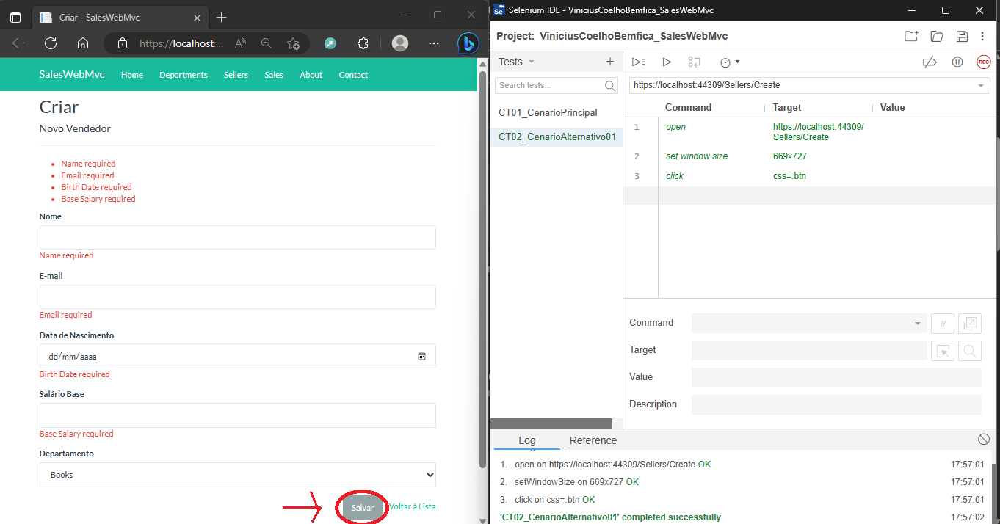 Criar - SalesWebMvc
https://localhost:...
SalesWebMvc Home Departments Sellers Sales About Contact
Criar
Novo Vendedor
Name required
Email required
Birth Date required
Base Salary required
Nome
Name required
E-mail
Email required
Data de Nascimento
dd/mm/aaaa
Birth Date required
Salário Base
Base Salary required
Departamento
Books
Salvar Voltar à Lista
Se Selenium IDE - ViniciusCoelhoBemfica_SalesWebMvc
Project: ViniciusCoelhoBemfica_SalesWebMvc
Tests +
REC
Search tests...
https://localhost:44309/Sellers/Create
CT01_CenarioPrincipal
CT02_CenarioAlternativo01
Command Target Value
1 open https://localhost:44309/
Sellers/Create
2 set window size 669x727
3 click css=.btn
Command //
Target
Value
Description
Log Reference
1. open on https://localhost:44309/Sellers/Create OK 17:57:01
2. setWindowSize on 669x727 OK 17:57:01
3. click on css=.btn OK 17:57:01
'CT02_CenarioAlternativo01' completed successfully 17:57:02